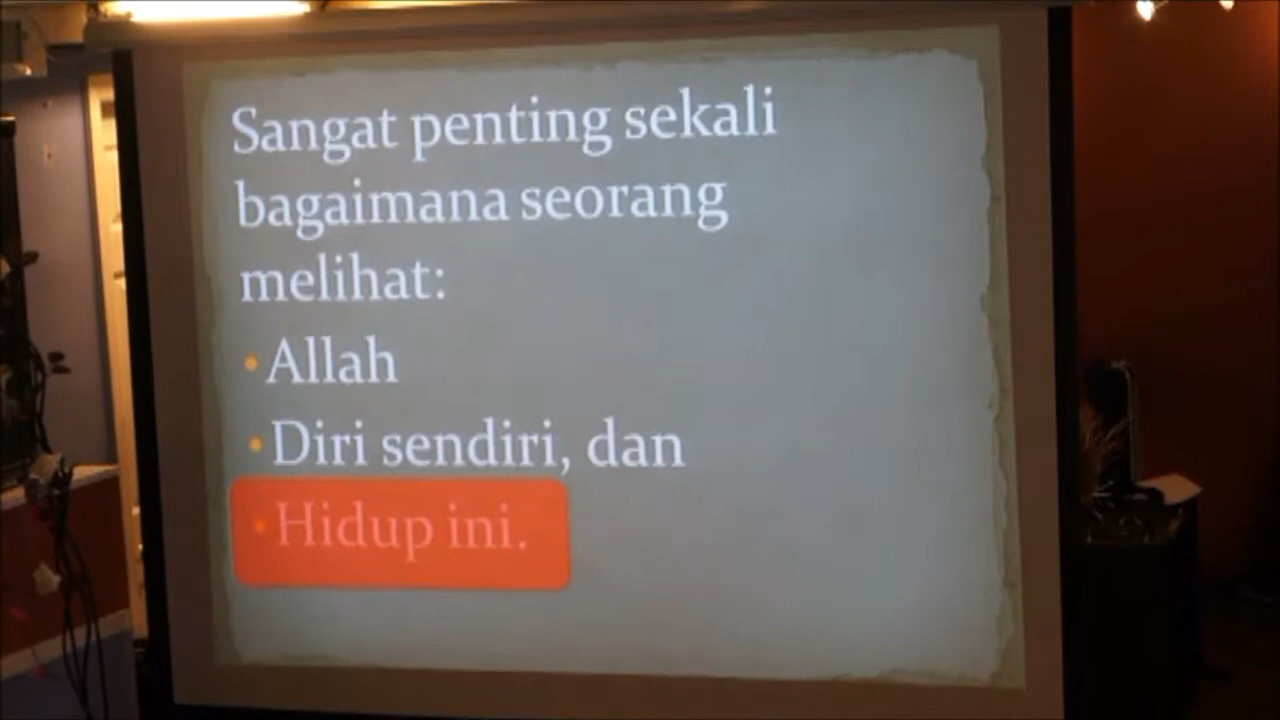 Sangat penting sekali
bagaimana seorang
melihat:
• Allah
• Diri sendiri, dan
• Hidup ini.